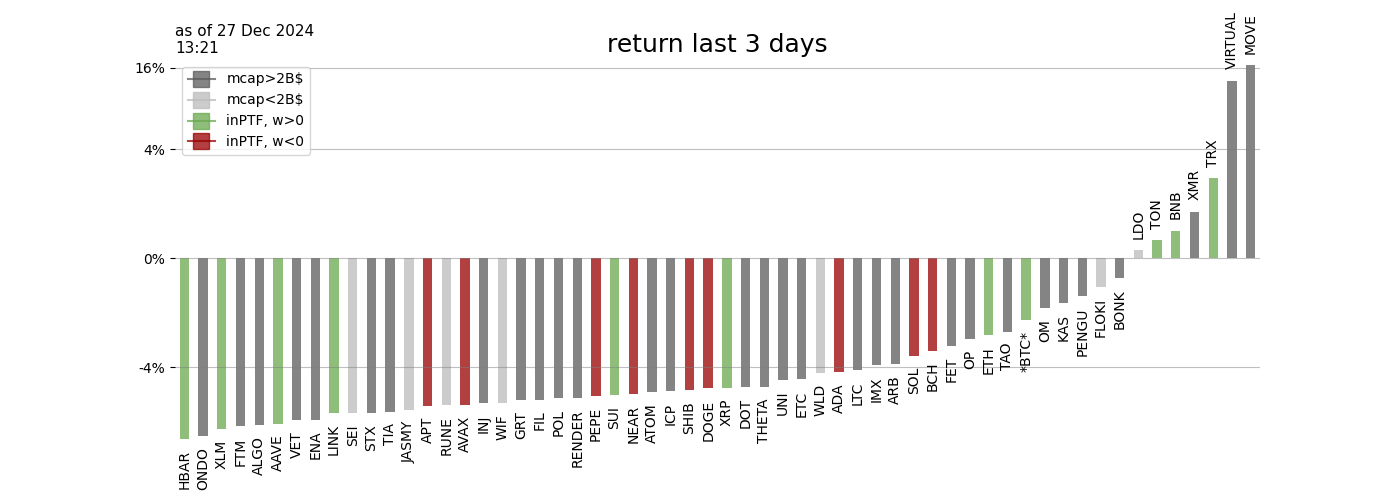 as of 27 Dec 2024
13:21
return last 3 days
16%
4%
0%
-4%
mcap>2B$
mcap<2B$
inPTF, w>0
inPTF, w<0
HBAR
ONDO
XLM
FTM
ALGO
AAVE
VET
ENA
LINK
SEI
STX
TIA
JASMY
APT
RUNE
AVAX
INJ
WIF
GRT
FIL
POL
RENDER
PEPE
SUI
NEAR
ATOM
ICP
SHIB
DOGE
XRP
DOT
THETA
UNI
ETC
WLD
ADA
LTC
IMX
ARB
SOL
BCH
FET
OP
ETH
TAO
*BTC*
OM
KAS
PENGU
FLOKI
BONK
LDO
TON
BNB
XMR
TRX
VIRTUAL
MOVE